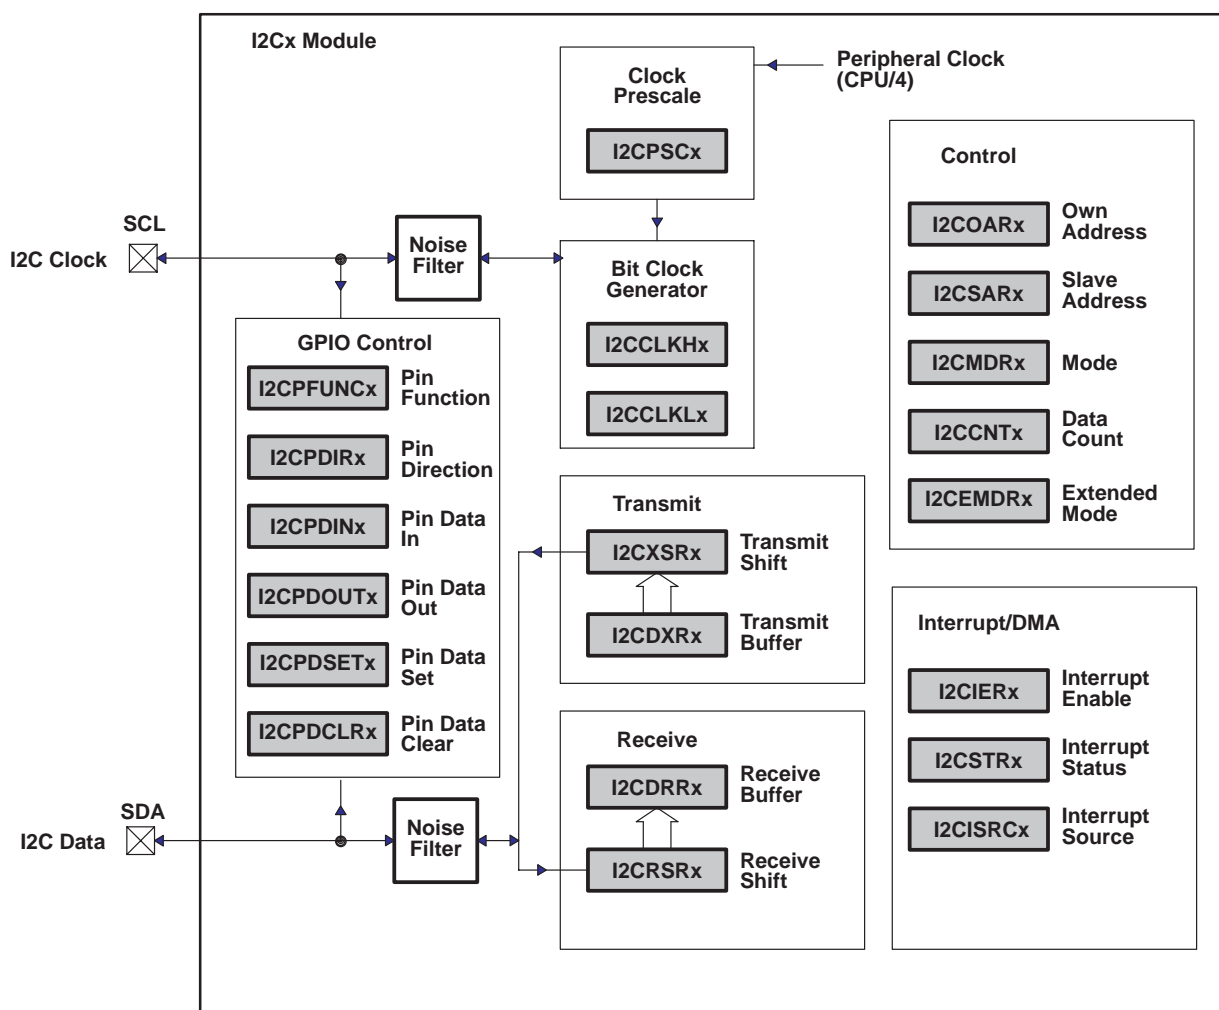 I2Cx Module
Peripheral Clock
(CPU/4)
Clock
Prescale
I2CPSCx
SCL
I2C Clock
Noise
Filter
Bit Clock
Generator
I2CCLKHx
I2CCLKLx
GPIO Control
I2CPFUNCx
Pin
Function
I2CPDIRx
Pin
Direction
I2CPDINx
Pin Data
In
I2CPDOUTx
Pin Data
Out
I2CPDSETx
Pin Data
Set
I2CPDCLRx
Pin Data
Clear
SDA
I2C Data
Noise
Filter
Transmit
I2CXSRx
Transmit
Shift
I2CDXRx
Transmit
Buffer
Receive
I2CDRRx
Receive
Buffer
I2CRSRx
Receive
Shift
Control
I2COARx
Own
Address
I2CSARx
Slave
Address
I2CMDRx
Mode
I2CCNTx
Data
Count
I2CEMDRx
Extended
Mode
Interrupt/DMA
I2CIERx
Interrupt
Enable
I2CSTRx
Interrupt
Status
I2CISRCx
Interrupt
Source